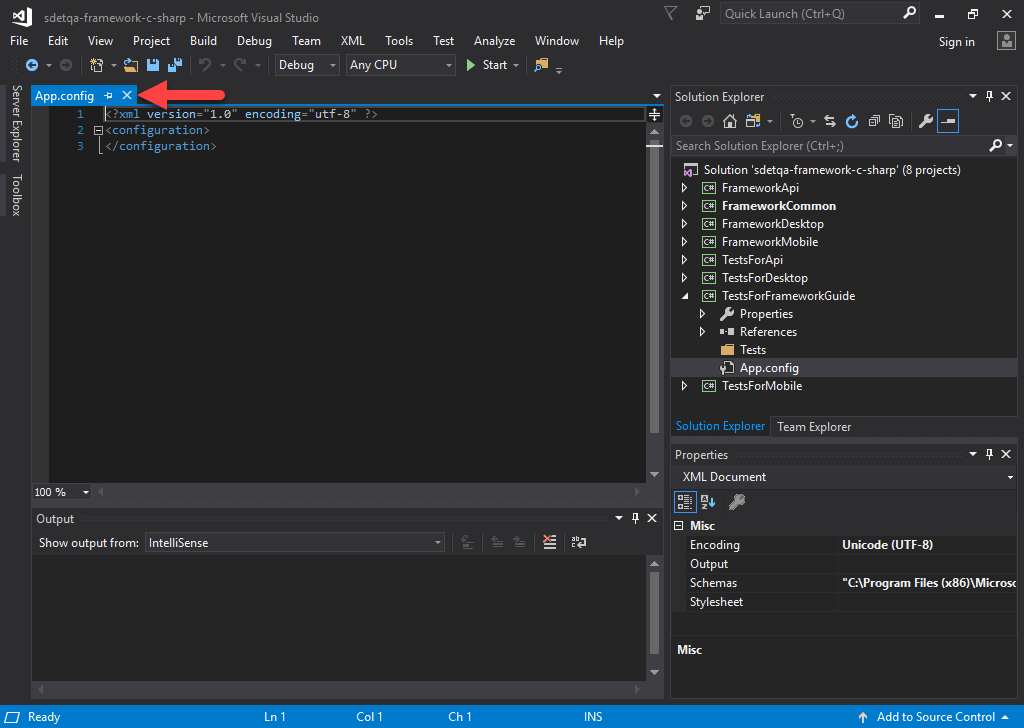 sdetqa-framework-c-sharp - Microsoft Visual Studio
Quick Launch (Ctrl+Q)
File Edit View Project Build Debug Team XML Tools Test Analyze Window Help
Sign in
Debug Any CPU Start
Server Explorer
Toolbox
App.config
1 <?xml version="1.0" encoding="utf-8" ?>
2 <configuration>
3 </configuration>
100 %
Output
Show output from: IntelliSense
Solution Explorer
Search Solution Explorer (Ctrl+;)
Solution 'sdetqa-framework-c-sharp' (8 projects)
C# FrameworkApi
C# FrameworkCommon
C# FrameworkDesktop
C# FrameworkMobile
C# TestsForApi
C# TestsForDesktop
C# TestsForFrameworkGuide
Properties
References
Tests
App.config
C# TestsForMobile
Solution Explorer Team Explorer
Properties
XML Document
Misc
Encoding Unicode (UTF-8)
Output
Schemas "C:\Program Files (x86)\Microso
Stylesheet
Misc
Ready Ln 1 Col 1 Ch 1 INS Add to Source Control